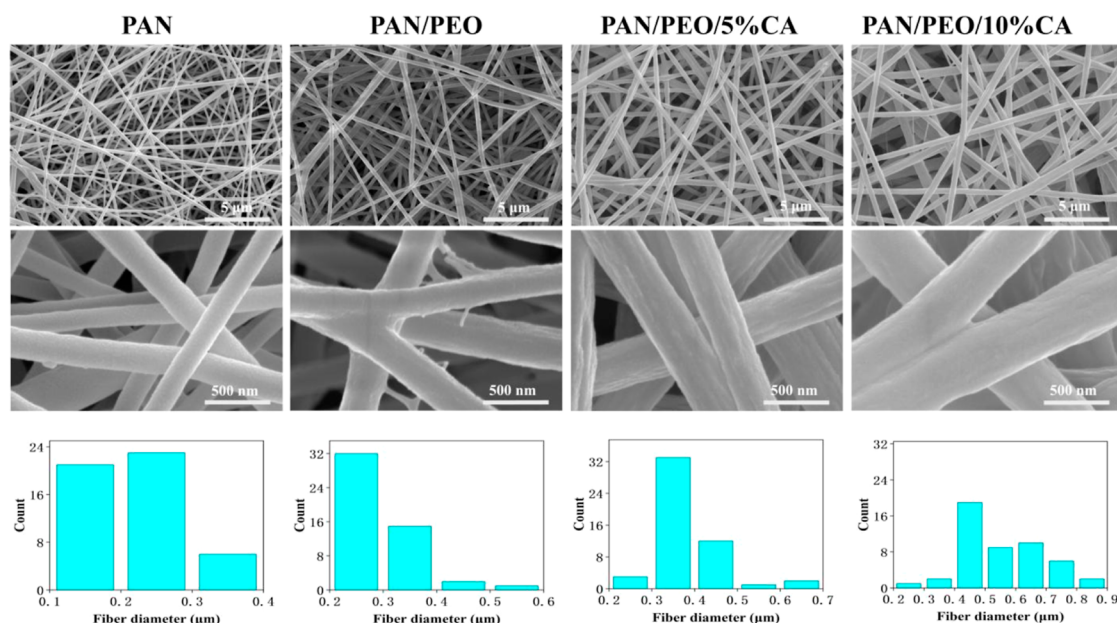 PAN PAN/PEO PAN/PEO/5%CA PAN/PEO/10%CA
5 μm 5 μm 5 μm 5 μm
500 nm 500 nm 500 nm 500 nm
Count
24
16
8
0
0.1 0.2 0.3 0.4
Fiber diameter (μm)
Count
32
24
16
8
0
0.2 0.3 0.4 0.5 0.6
Fiber diameter (μm)
Count
32
24
16
8
0
0.2 0.3 0.4 0.5 0.6 0.7
Fiber diameter (μm)
Count
32
24
16
8
0
0.2 0.3 0.4 0.5 0.6 0.7 0.8 0.9
Fiber diameter (μm)